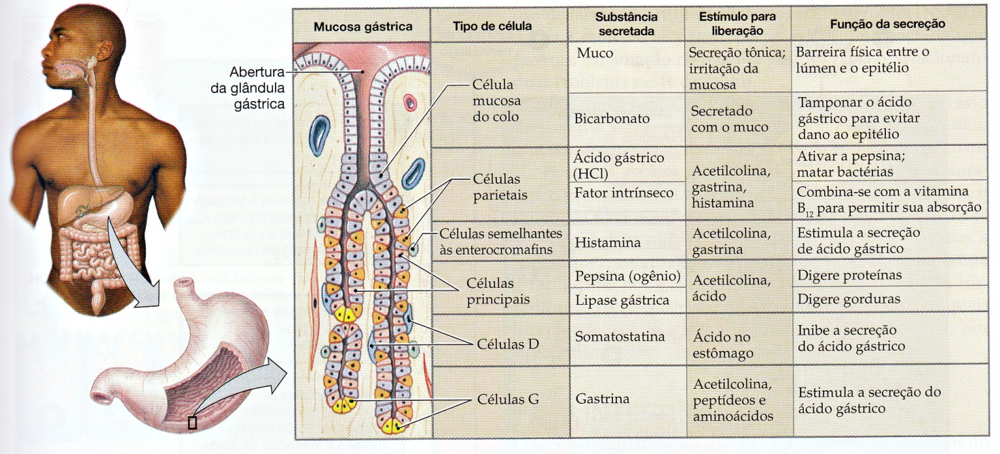 Mucosa gástrica
Tipo de célula
Substância
secretada
Estímulo para
liberação
Função da secreção
Abertura
da glândula
gástrica
Célula
mucosa
do colo
Muco
Secreção tônica;
irritação da
mucosa
Barreira física entre o
lúmen e o epitélio
Bicarbonato
Secretado
com o muco
Tamponar o ácido
gástrico para evitar
dano ao epitélio
Células
parietais
Ácido gástrico
(HCl)
Acetilcolina,
gastrina,
histamina
Ativar a pepsina;
matar bactérias
Fator intrínseco
Combina-se com a vitamina
B12 para permitir sua absorção
Células semelhantes
às enterocromafins
Histamina
Acetilcolina,
gastrina
Estimula a secreção
de ácido gástrico
Células
principais
Pepsina (ogênio)
Acetilcolina,
ácido
Digere proteínas
Lipase gástrica
Digere gorduras
Células D
Somatostatina
Ácido no
estômago
Inibe a secreção
do ácido gástrico
Células G
Gastrina
Acetilcolina,
peptídeos e
aminoácidos
Estimula a secreção do
ácido gástrico